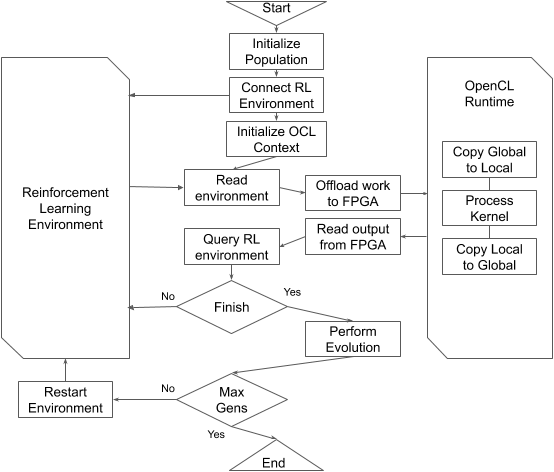 Start
Initialize
Population
Connect RL
Environment
Initialize OCL
Context
Read
environment
Offload work
to FPGA
OpenCL
Runtime
Copy Global
to Local
Process
Kernel
Copy Local
to Global
Reinforcement
Learning
Environment
Read output
from FPGA
Query RL
environment
Finish
No
Yes
Perform
Evolution
Max
Gens
No
Yes
Restart
Environment
End